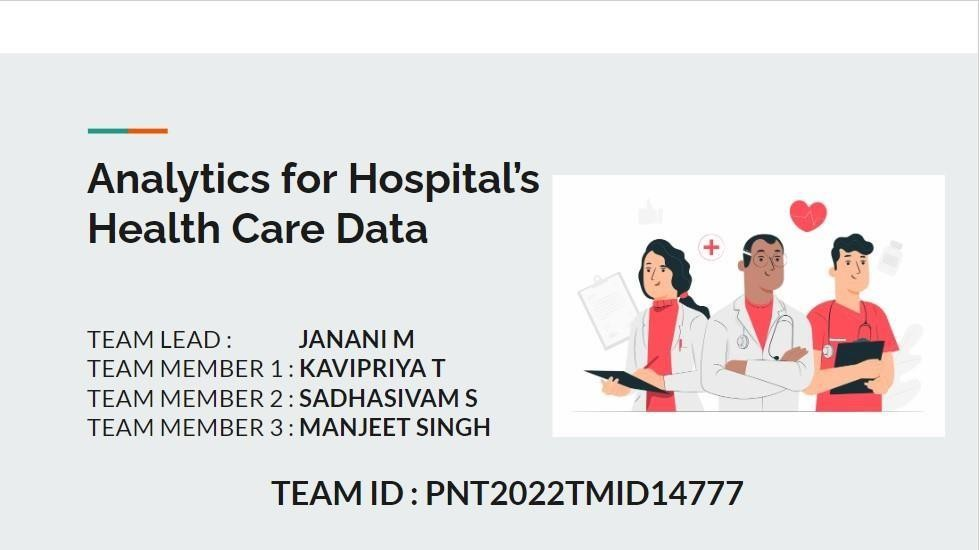 Analytics for Hospital’s
Health Care Data
TEAM LEAD : JANANI M
TEAM MEMBER 1 : KAVIPRIYA T
TEAM MEMBER 2 : SADHASIVAM S
TEAM MEMBER 3 : MANJEET SINGH
TEAM ID : PNT2022TMID14777